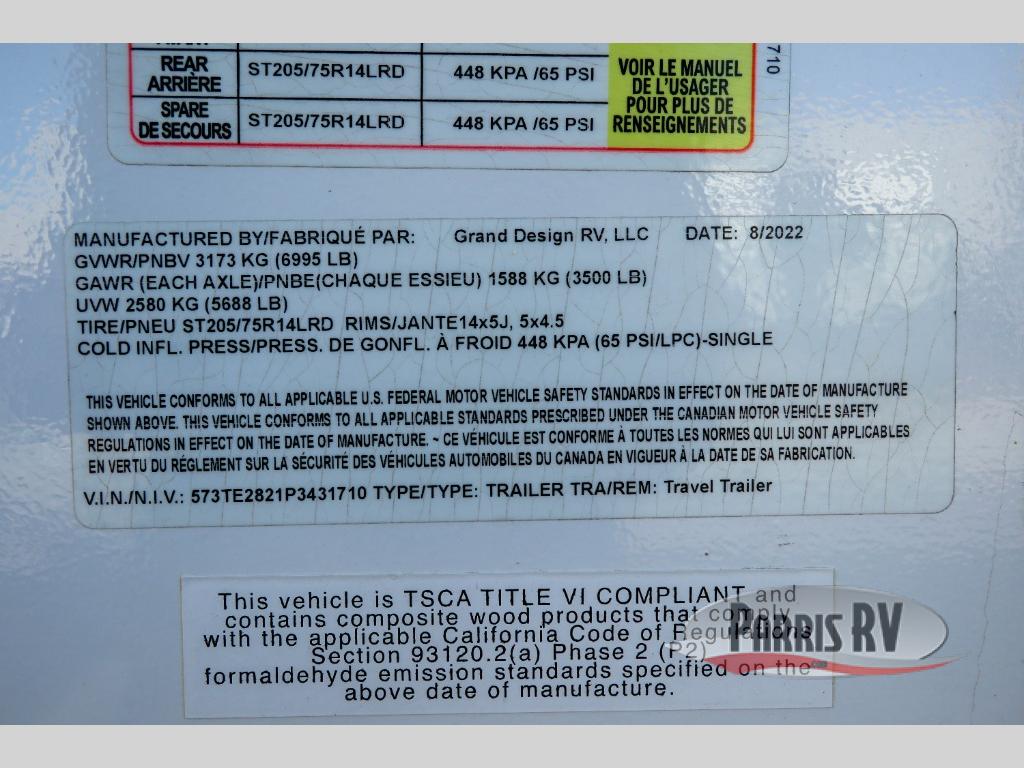 REAR
ARRIÈRE
ST205/75R14LRD
448 KPA /65 PSI
SPARE
DE SECOURS
ST205/75R14LRD
448 KPA /65 PSI
VOIR LE MANUEL
DE L'USAGER
POUR PLUS DE
RENSEIGNEMENTS
710
MANUFACTURED BY/FABRIQUÉ PAR: Grand Design RV, LLC DATE: 8/2022
GVWR/PNBV 3173 KG (6995 LB)
GAWR (EACH AXLE)/PNBE(CHAQUE ESSIEU) 1588 KG (3500 LB)
UVW 2580 KG (5688 LB)
TIRE/PNEU ST205/75R14LRD RIMS/JANTE14x5J, 5x4.5
COLD INFL. PRESS/PRESS. DE GONFL. À FROID 448 KPA (65 PSI/LPC)-SINGLE
THIS VEHICLE CONFORMS TO ALL APPLICABLE U.S. FEDERAL MOTOR VEHICLE SAFETY STANDARDS IN EFFECT ON THE DATE OF MANUFACTURE
SHOWN ABOVE. THIS VEHICLE CONFORMS TO ALL APPLICABLE STANDARDS PRESCRIBED UNDER THE CANADIAN MOTOR VEHICLE SAFETY
REGULATIONS IN EFFECT ON THE DATE OF MANUFACTURE. ~ CE VÉHICULE EST CONFORME À TOUTES LES NORMES QUI LUI SONT APPLICABLES
EN VERTU DU RÉGLEMENT SUR LA SÉCURITÉ DES VÉHICULES AUTOMOBILES DU CANADA EN VIGUEUR À LA DATE DE SA FABRICATION.
V.I.N./N.I.V.: 573TE2821P3431710 TYPE/TYPE: TRAILER TRA/REM: Travel Trailer
This vehicle is TSCA TITLE VI COMPLIANT and
contains composite wood products that comply
with the applicable California Code of Regulations
Section 93120.2(a) Phase 2 (P2)
formaldehyde emission standards specified on the
above date of manufacture.
PARRIS RV
.com